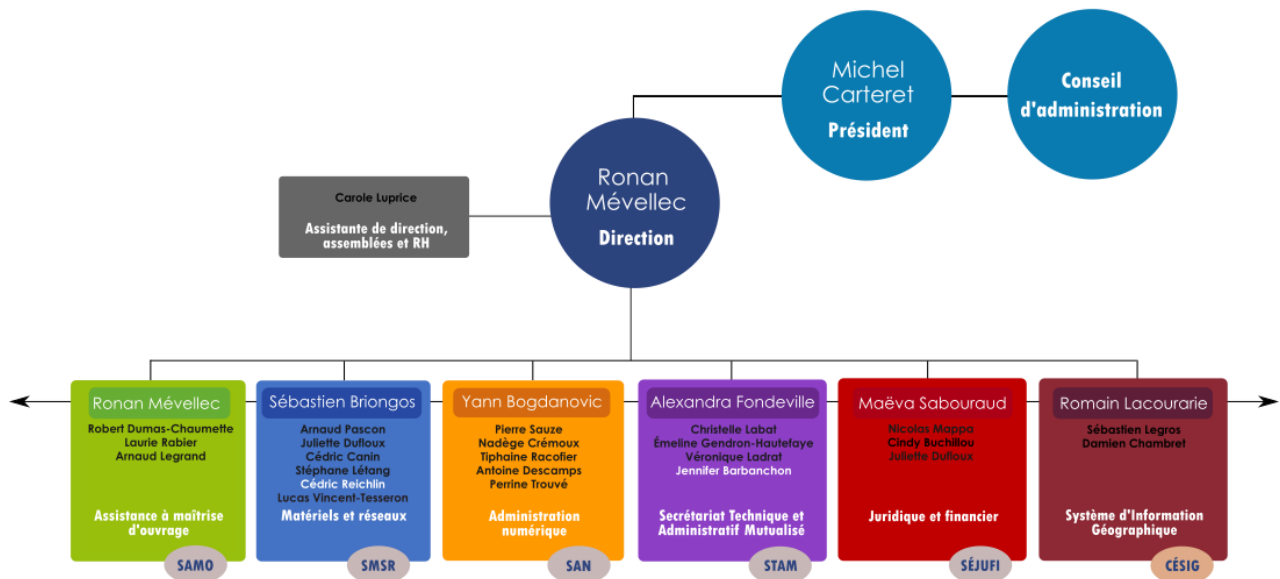 Michel
Carteret
Président
Conseil
d'administration
Ronan
Mévellec
Direction
Carole Luprice
Assistante de direction,
assemblées et RH
Ronan Mévellec
Robert Dumas-Chaumette
Laurie Rabier
Arnaud Legrand
Assistance à maîtrise
d'ouvrage
SAMO
Sébastien Briongos
Arnaud Pascon
Juliette Dufloux
Cédric Canin
Stéphane Létang
Cédric Reichlin
Lucas Vincent-Tesseron
Matériels et réseaux
SMSR
Yann Bogdanovic
Pierre Sauze
Nadège Crémoux
Tiphaine Racofier
Antoine Descamps
Perrine Trouvé
Administration
numérique
SAN
Alexandra Fondeville
Christelle Labat
Émeline Gendron-Hautefaye
Véronique Ladrat
Jennifer Barbanchon
Secrétariat Technique et
Administratif Mutualisé
STAM
Maëva Sabouraud
Nicolas Mappa
Cindy Buchillou
Juliette Dufloux
Juridique et financier
SÉJUFI
Romain Lacourarie
Sébastien Legros
Damien Chambret
Système d'Information
Géographique
CÉSIG